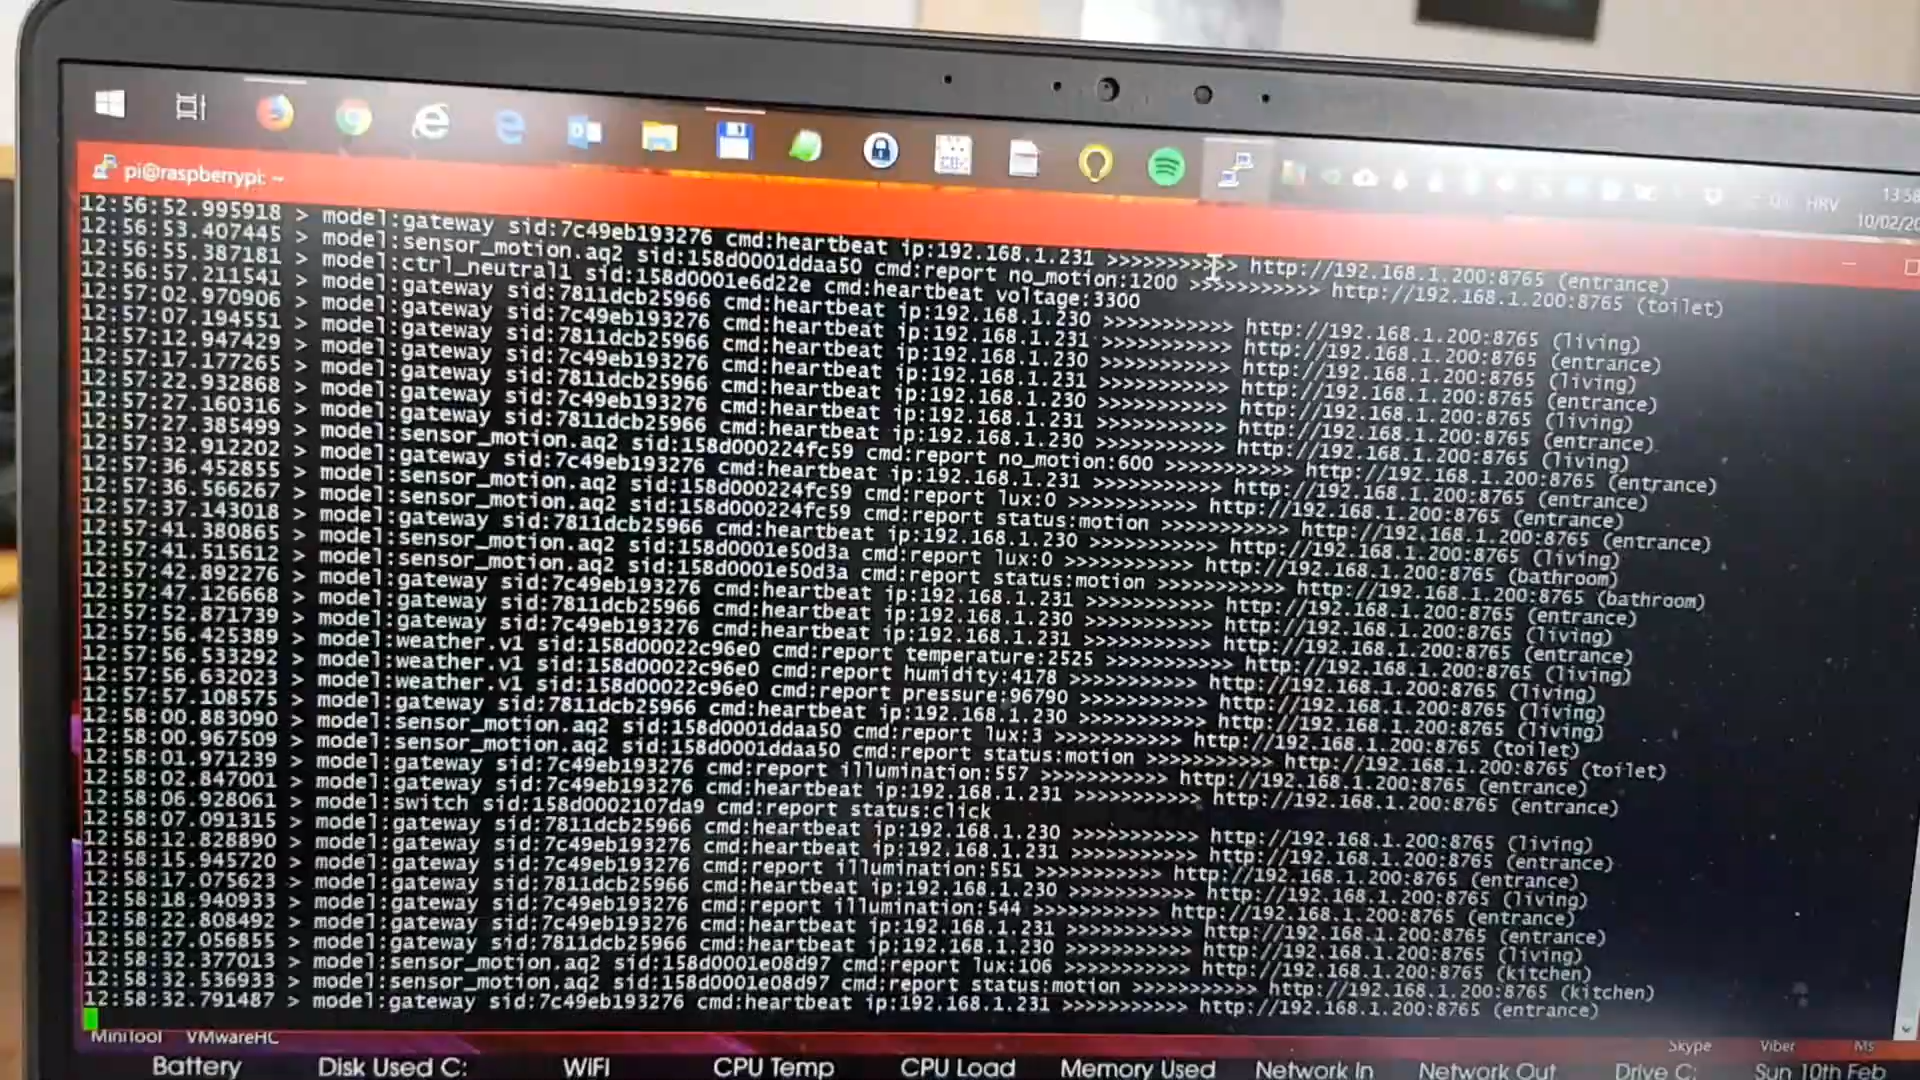 13:58
HRV
10/02/20
pi@raspberrypi: ~
12:56:52.995918 > model:gateway sid:7c49eb193276 cmd:heartbeat ip:192.168.1.231 >>>>>>>>>>> http://192.168.1.200:8765 (entrance)
12:56:53.407445 > model:sensor_motion.aq2 sid:158d0001ddaa50 cmd:report no_motion:1200 >>>>>>>>>>> http://192.168.1.200:8765 (toilet)
12:56:55.387181 > model:ctrl_neutral1 sid:158d0001e6d22e cmd:heartbeat voltage:3300
12:56:57.211541 > model:gateway sid:7811dcb25966 cmd:heartbeat ip:192.168.1.230 >>>>>>>>>>> http://192.168.1.200:8765 (living)
12:57:02.970906 > model:gateway sid:7c49eb193276 cmd:heartbeat ip:192.168.1.231 >>>>>>>>>>> http://192.168.1.200:8765 (entrance)
12:57:07.194551 > model:gateway sid:7811dcb25966 cmd:heartbeat ip:192.168.1.230 >>>>>>>>>>> http://192.168.1.200:8765 (living)
12:57:12.947429 > model:gateway sid:7c49eb193276 cmd:heartbeat ip:192.168.1.231 >>>>>>>>>>> http://192.168.1.200:8765 (entrance)
12:57:17.177265 > model:gateway sid:7811dcb25966 cmd:heartbeat ip:192.168.1.230 >>>>>>>>>>> http://192.168.1.200:8765 (living)
12:57:22.932868 > model:gateway sid:7c49eb193276 cmd:heartbeat ip:192.168.1.231 >>>>>>>>>>> http://192.168.1.200:8765 (entrance)
12:57:27.160316 > model:gateway sid:7811dcb25966 cmd:heartbeat ip:192.168.1.230 >>>>>>>>>>> http://192.168.1.200:8765 (living)
12:57:27.385499 > model:sensor_motion.aq2 sid:158d000224fc59 cmd:report no_motion:600 >>>>>>>>>>> http://192.168.1.200:8765 (entrance)
12:57:32.912202 > model:gateway sid:7c49eb193276 cmd:heartbeat ip:192.168.1.231 >>>>>>>>>>> http://192.168.1.200:8765 (entrance)
12:57:36.452855 > model:sensor_motion.aq2 sid:158d000224fc59 cmd:report lux:0 >>>>>>>>>>> http://192.168.1.200:8765 (entrance)
12:57:36.566267 > model:sensor_motion.aq2 sid:158d000224fc59 cmd:report status:motion >>>>>>>>>>> http://192.168.1.200:8765 (entrance)
12:57:37.143018 > model:gateway sid:7811dcb25966 cmd:heartbeat ip:192.168.1.230 >>>>>>>>>>> http://192.168.1.200:8765 (living)
12:57:41.380865 > model:sensor_motion.aq2 sid:158d0001e50d3a cmd:report lux:0 >>>>>>>>>>> http://192.168.1.200:8765 (bathroom)
12:57:41.515612 > model:sensor_motion.aq2 sid:158d0001e50d3a cmd:report status:motion >>>>>>>>>>> http://192.168.1.200:8765 (bathroom)
12:57:42.892276 > model:gateway sid:7c49eb193276 cmd:heartbeat ip:192.168.1.231 >>>>>>>>>>> http://192.168.1.200:8765 (entrance)
12:57:47.126668 > model:gateway sid:7811dcb25966 cmd:heartbeat ip:192.168.1.230 >>>>>>>>>>> http://192.168.1.200:8765 (living)
12:57:52.871739 > model:gateway sid:7c49eb193276 cmd:heartbeat ip:192.168.1.231 >>>>>>>>>>> http://192.168.1.200:8765 (entrance)
12:57:56.425389 > model:weather.v1 sid:158d00022c96e0 cmd:report temperature:2525 >>>>>>>>>>> http://192.168.1.200:8765 (living)
12:57:56.533292 > model:weather.v1 sid:158d00022c96e0 cmd:report humidity:4178 >>>>>>>>>>> http://192.168.1.200:8765 (living)
12:57:56.632023 > model:weather.v1 sid:158d00022c96e0 cmd:report pressure:96790 >>>>>>>>>>> http://192.168.1.200:8765 (living)
12:57:57.108575 > model:gateway sid:7811dcb25966 cmd:heartbeat ip:192.168.1.230 >>>>>>>>>>> http://192.168.1.200:8765 (living)
12:58:00.883090 > model:sensor_motion.aq2 sid:158d0001ddaa50 cmd:report lux:3 >>>>>>>>>>> http://192.168.1.200:8765 (toilet)
12:58:00.967509 > model:sensor_motion.aq2 sid:158d0001ddaa50 cmd:report status:motion >>>>>>>>>>> http://192.168.1.200:8765 (toilet)
12:58:01.971239 > model:gateway sid:7c49eb193276 cmd:report illumination:557 >>>>>>>>>>> http://192.168.1.200:8765 (entrance)
12:58:02.847001 > model:gateway sid:7c49eb193276 cmd:heartbeat ip:192.168.1.231 >>>>>>>>>>> http://192.168.1.200:8765 (entrance)
12:58:06.928061 > model:switch sid:158d0002107da9 cmd:report status:click
12:58:07.091315 > model:gateway sid:7811dcb25966 cmd:heartbeat ip:192.168.1.230 >>>>>>>>>>> http://192.168.1.200:8765 (living)
12:58:12.828890 > model:gateway sid:7c49eb193276 cmd:heartbeat ip:192.168.1.231 >>>>>>>>>>> http://192.168.1.200:8765 (entrance)
12:58:15.945720 > model:gateway sid:7c49eb193276 cmd:report illumination:551 >>>>>>>>>>> http://192.168.1.200:8765 (entrance)
12:58:17.075623 > model:gateway sid:7811dcb25966 cmd:heartbeat ip:192.168.1.230 >>>>>>>>>>> http://192.168.1.200:8765 (living)
12:58:18.940933 > model:gateway sid:7c49eb193276 cmd:report illumination:544 >>>>>>>>>>> http://192.168.1.200:8765 (entrance)
12:58:22.808492 > model:gateway sid:7c49eb193276 cmd:heartbeat ip:192.168.1.231 >>>>>>>>>>> http://192.168.1.200:8765 (entrance)
12:58:27.056855 > model:gateway sid:7811dcb25966 cmd:heartbeat ip:192.168.1.230 >>>>>>>>>>> http://192.168.1.200:8765 (living)
12:58:32.377013 > model:sensor_motion.aq2 sid:158d0001e08d97 cmd:report lux:106 >>>>>>>>>>> http://192.168.1.200:8765 (kitchen)
12:58:32.536933 > model:sensor_motion.aq2 sid:158d0001e08d97 cmd:report status:motion >>>>>>>>>>> http://192.168.1.200:8765 (kitchen)
12:58:32.791487 > model:gateway sid:7c49eb193276 cmd:heartbeat ip:192.168.1.231 >>>>>>>>>>> http://192.168.1.200:8765 (entrance)
MiniTool VMwareHC Skype Viber Ms
Battery Disk Used C: WiFi CPU Temp CPU Load Memory Used Network In Network Out Drive C: Sun 10th Feb